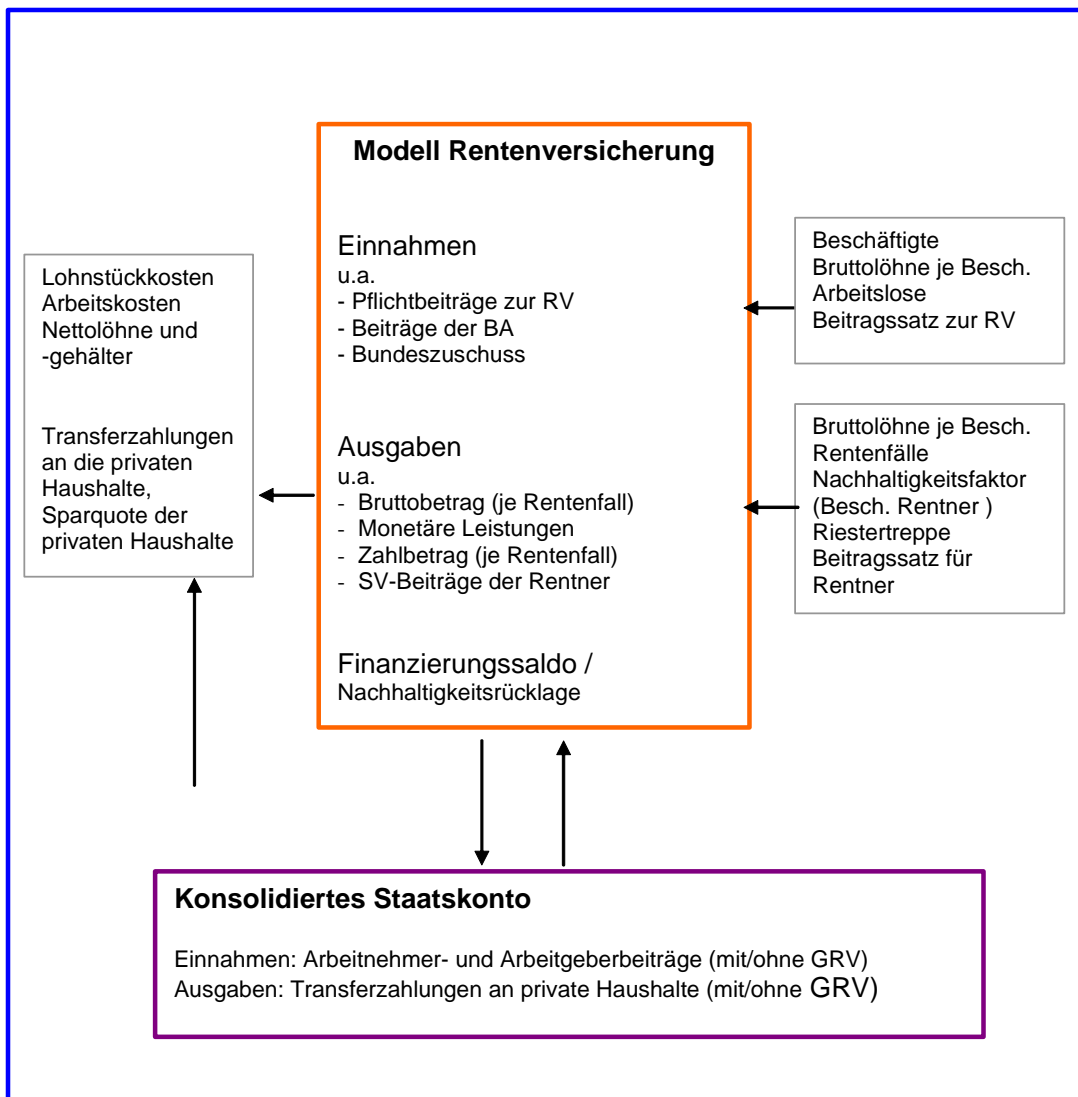 Modell Rentenversicherung
Einnahmen
u.a.
- Pflichtbeiträge zur RV
- Beiträge der BA
- Bundeszuschuss
Ausgaben
u.a.
- Bruttobetrag (je Rentenfall)
- Monetäre Leistungen
- Zahlbetrag (je Rentenfall)
- SV-Beiträge der Rentner
Finanzierungssaldo /
Nachhaltigkeitsrücklage
Lohnstückkosten
Arbeitskosten
Nettolöhne und
-gehälter
Transferzahlungen
an die privaten
Haushalte,
Sparquote der
privaten Haushalte
Beschäftigte
Bruttolöhne je Besch.
Arbeitslose
Beitragssatz zur RV
Bruttolöhne je Besch.
Rentenfälle
Nachhaltigkeitsfaktor
(Besch. Rentner )
Riestertreppe
Beitragssatz für
Rentner
Konsolidiertes Staatskonto
Einnahmen: Arbeitnehmer- und Arbeitgeberbeiträge (mit/ohne GRV)
Ausgaben: Transferzahlungen an private Haushalte (mit/ohne GRV)